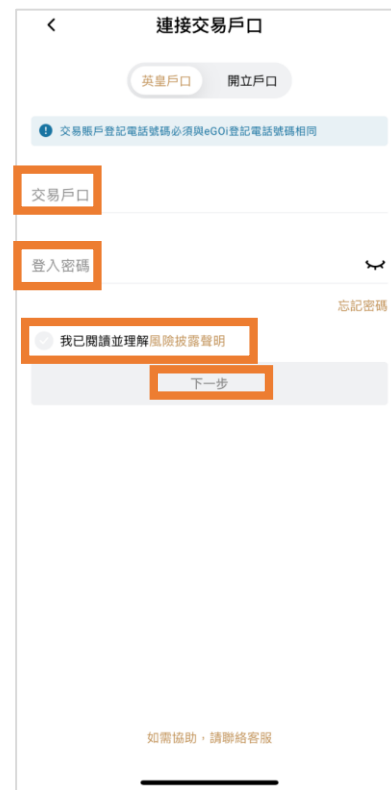 連接交易戶口
英皇戶口 開立戶口
交易賬戶登記電話號碼必須與eGOi登記電話號碼相同
交易戶口
登入密碼
忘記密碼
我已閱讀並理解風險披露聲明
下一步
如需協助，請聯絡客服